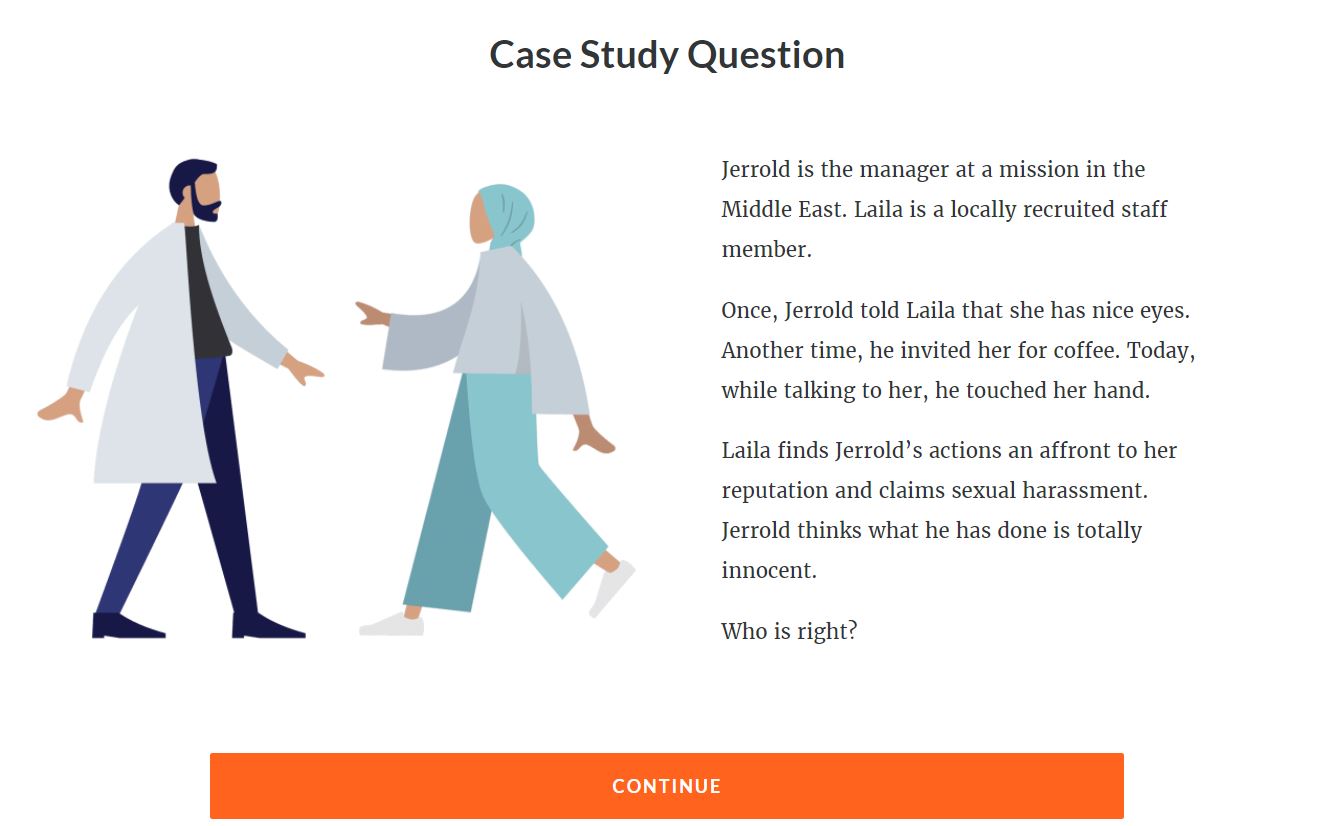 Case Study Question
Jerrold is the manager at a mission in the
Middle East. Laila is a locally recruited staff
member.
Once, Jerrold told Laila that she has nice eyes.
Another time, he invited her for coffee. Today,
while talking to her, he touched her hand.
Laila finds Jerrold’s actions an affront to her
reputation and claims sexual harassment.
Jerrold thinks what he has done is totally
innocent.
Who is right?
CONTINUE